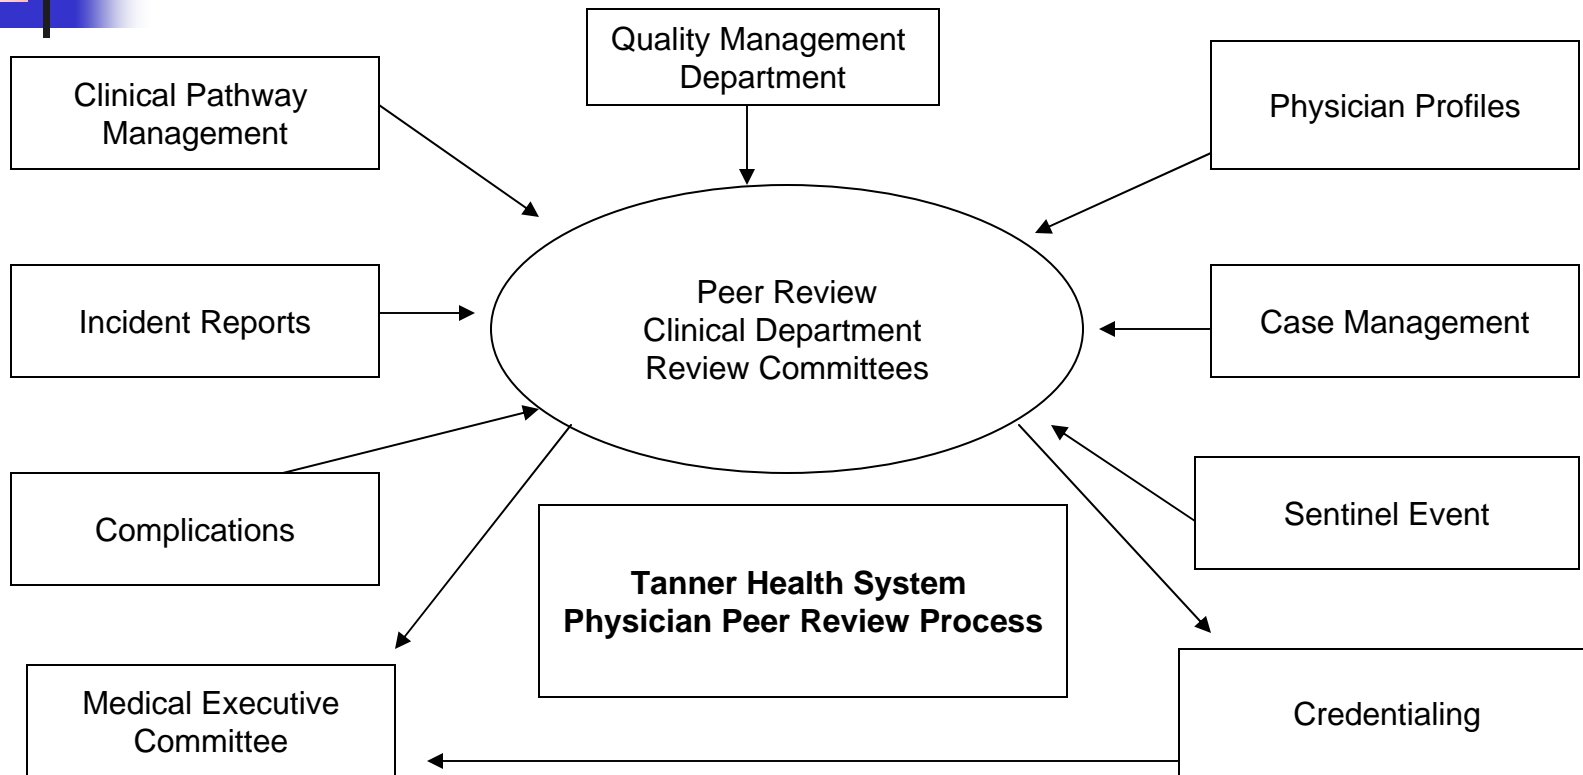 Quality Management
Department
Clinical Pathway
Management
Physician Profiles
Incident Reports
Peer Review
Clinical Department
Review Committees
Case Management
Complications
Sentinel Event
Tanner Health System
Physician Peer Review Process
Medical Executive
Committee
Credentialing